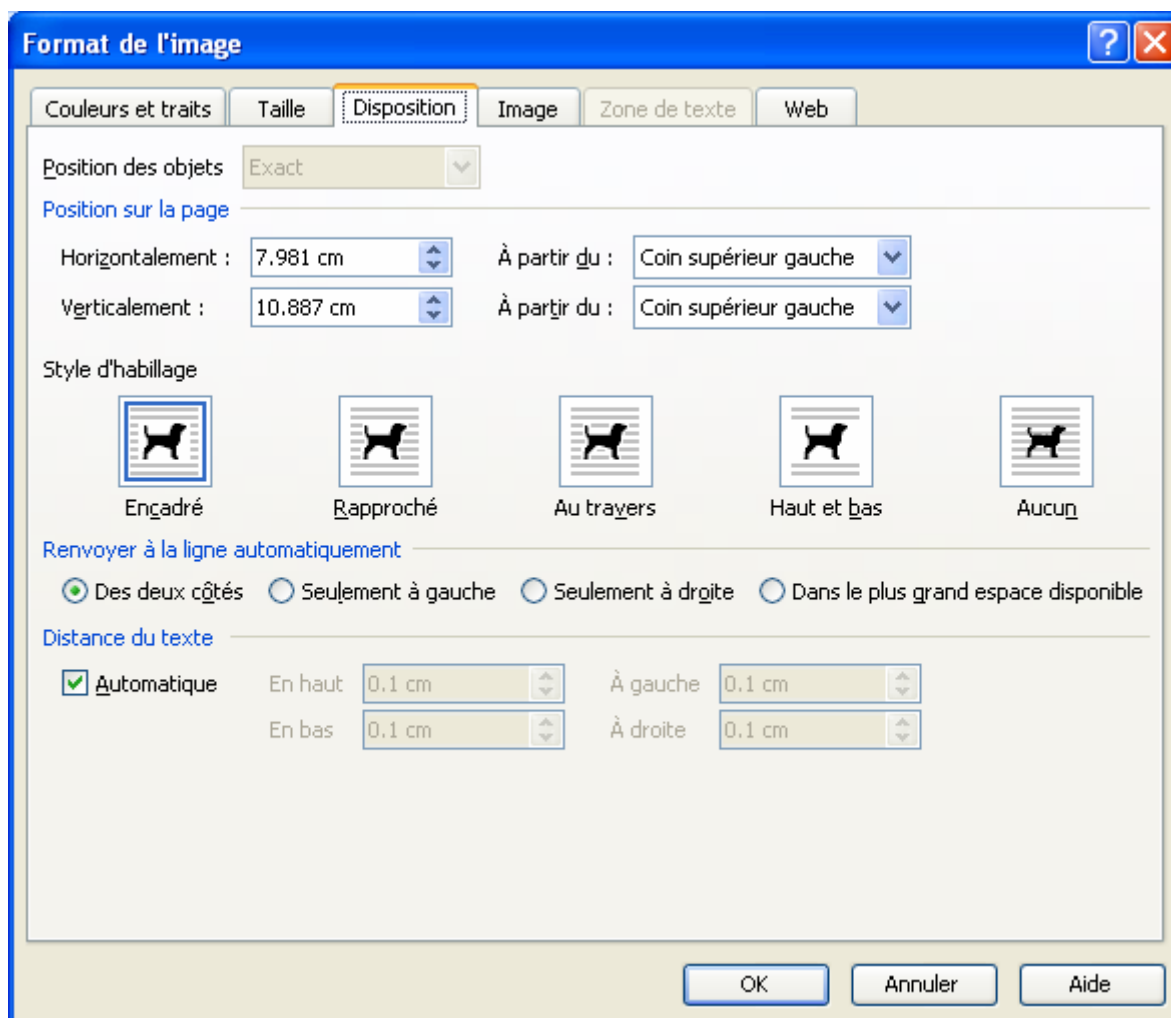 Format de l'image
Couleurs et traits Taille Disposition Image Zone de texte Web
Position des objets Exact
Position sur la page
Horizontalement : 7.981 cm À partir du : Coin supérieur gauche
Verticalement : 10.887 cm À partir du : Coin supérieur gauche
Style d'habillage
Encadré Rapproché Au travers Haut et bas Aucun
Renvoyer à la ligne automatiquement
Des deux côtés Seulement à gauche Seulement à droite Dans le plus grand espace disponible
Distance du texte
Automatique En haut 0.1 cm À gauche 0.1 cm
En bas 0.1 cm À droite 0.1 cm
OK Annuler Aide